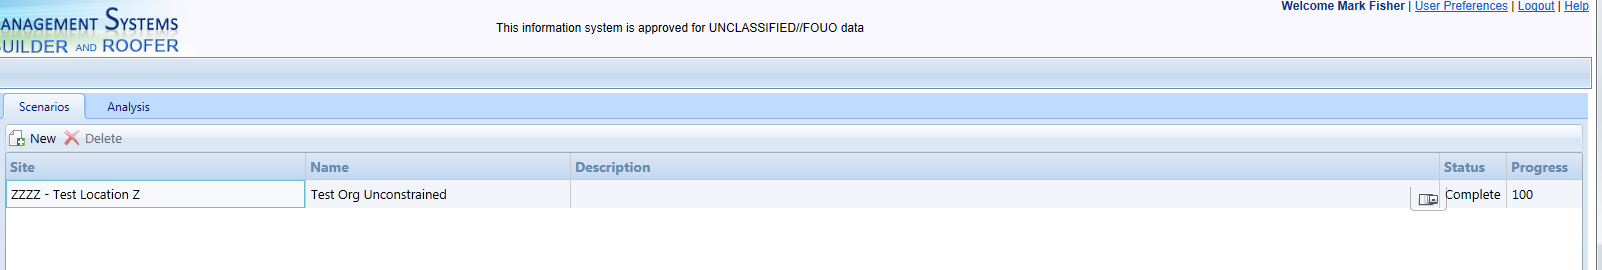 Welcome Mark Fisher | User Preferences | Logout | Help
ANAGEMENT SYSTEMS
UILDER AND ROOFER
This information system is approved for UNCLASSIFIED//FOUO data
Scenarios Analysis
New Delete
Site Name Description Status Progress
ZZZZ - Test Location Z Test Org Unconstrained Complete 100